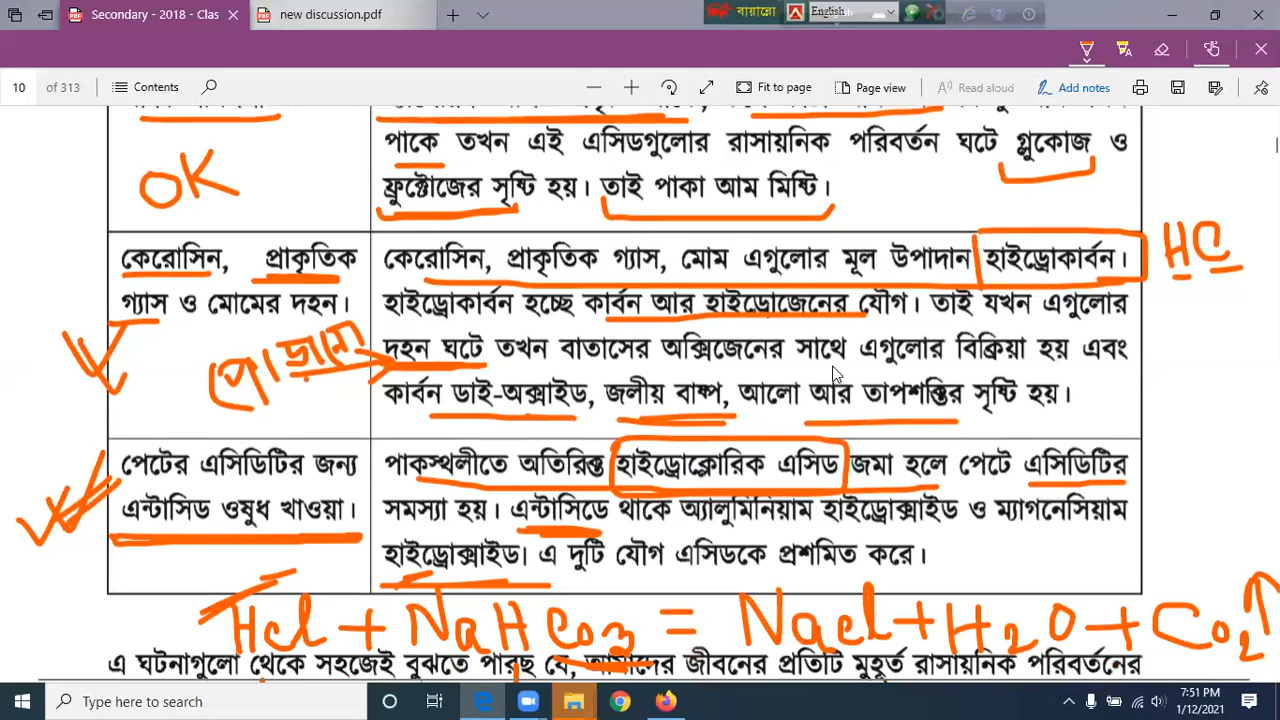 Secondary - 2018 - Clas
new discussion.pdf
বায়ান্নো
English
10 of 313
Contents
Fit to page
Page view
Read aloud
Add notes
পাকে তখন এই এসিডগুলোর রাসায়নিক পরিবর্তন ঘটে গ্লুকোজ ও
ফ্রুক্টোজের সৃষ্টি হয়। তাই পাকা আম মিষ্টি।
OK
কেরোসিন, প্রাকৃতিক
গ্যাস ও মোমের দহন।
কেরোসিন, প্রাকৃতিক গ্যাস, মোম এগুলোর মূল উপাদান হাইড্রোকার্বন।
HC
হাইড্রোকার্বন হচ্ছে কার্বন আর হাইড্রোজেনের যৌগ। তাই যখন এগুলোর
পোড়ানো
দহন ঘটে তখন বাতাসের অক্সিজেনের সাথে এগুলোর বিক্রিয়া হয় এবং
কার্বন ডাই-অক্সাইড, জলীয় বাষ্প, আলো আর তাপশক্তির সৃষ্টি হয়।
পেটের এসিডিটির জন্য
এন্টাসিড ওষুধ খাওয়া।
পাকস্থলীতে অতিরিক্ত হাইড্রোক্লোরিক এসিড জমা হলে পেটে এসিডিটির
সমস্যা হয়। এন্টাসিডে থাকে অ্যালুমিনিয়াম হাইড্রোক্সাইড ও ম্যাগনেসিয়াম
হাইড্রোক্সাইড। এ দুটি যৌগ এসিডকে প্রশমিত করে।
Hcl + NaHCo3 = Nacl + H2O + Co2↑
এ ঘটনাগুলো থেকে সহজেই বুঝতে পারছ যে, আমাদের জীবনের প্রতিটি মুহূর্ত রাসায়নিক পরিবর্তনের
Type here to search
7:51 PM
1/12/2021